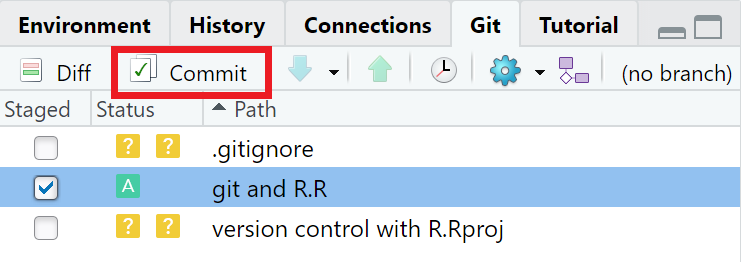 Environment History Connections Git Tutorial
Diff Commit (no branch)
Staged Status Path
? ? .gitignore
A git and R.R
? ? version control with R.Rproj